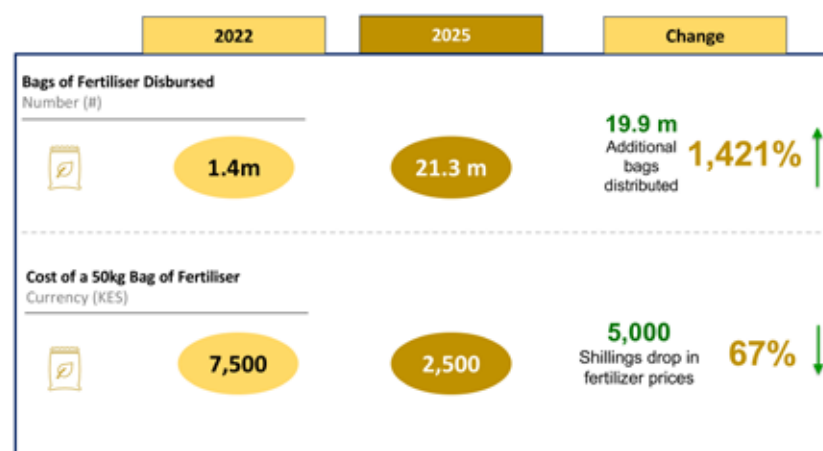 2022
2025
Change
Bags of Fertiliser Disbursed
Number (#)
1.4m
21.3 m
19.9 m
Additional
bags
distributed
1,421%
Cost of a 50kg Bag of Fertiliser
Currency (KES)
7,500
2,500
5,000
Shillings drop in
fertilizer prices
67%